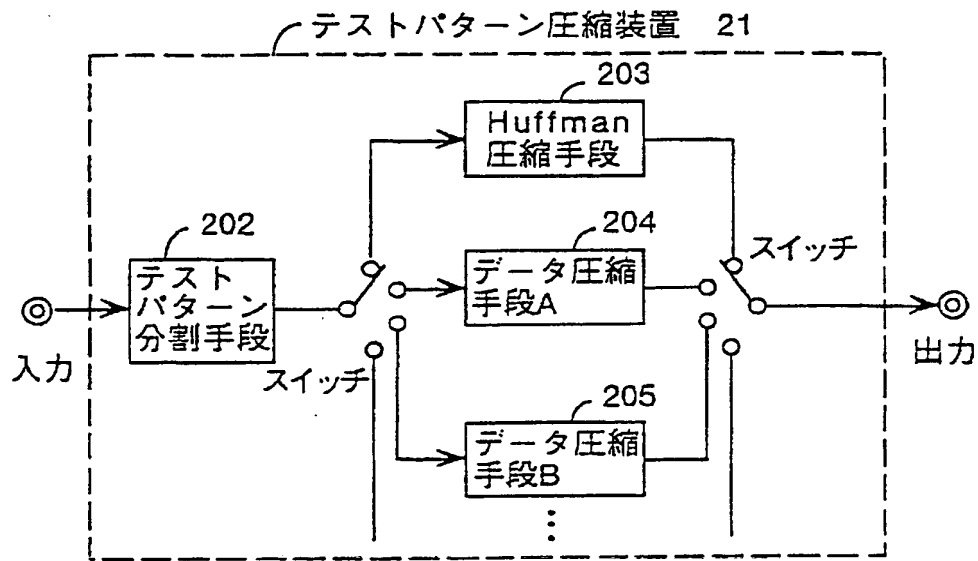 テストパターン圧縮装置 21
203
Huffman
圧縮手段
202
テスト
パターン
分割手段
204
データ圧縮
手段A
スイッチ
入力
スイッチ
出力
205
データ圧縮
手段B